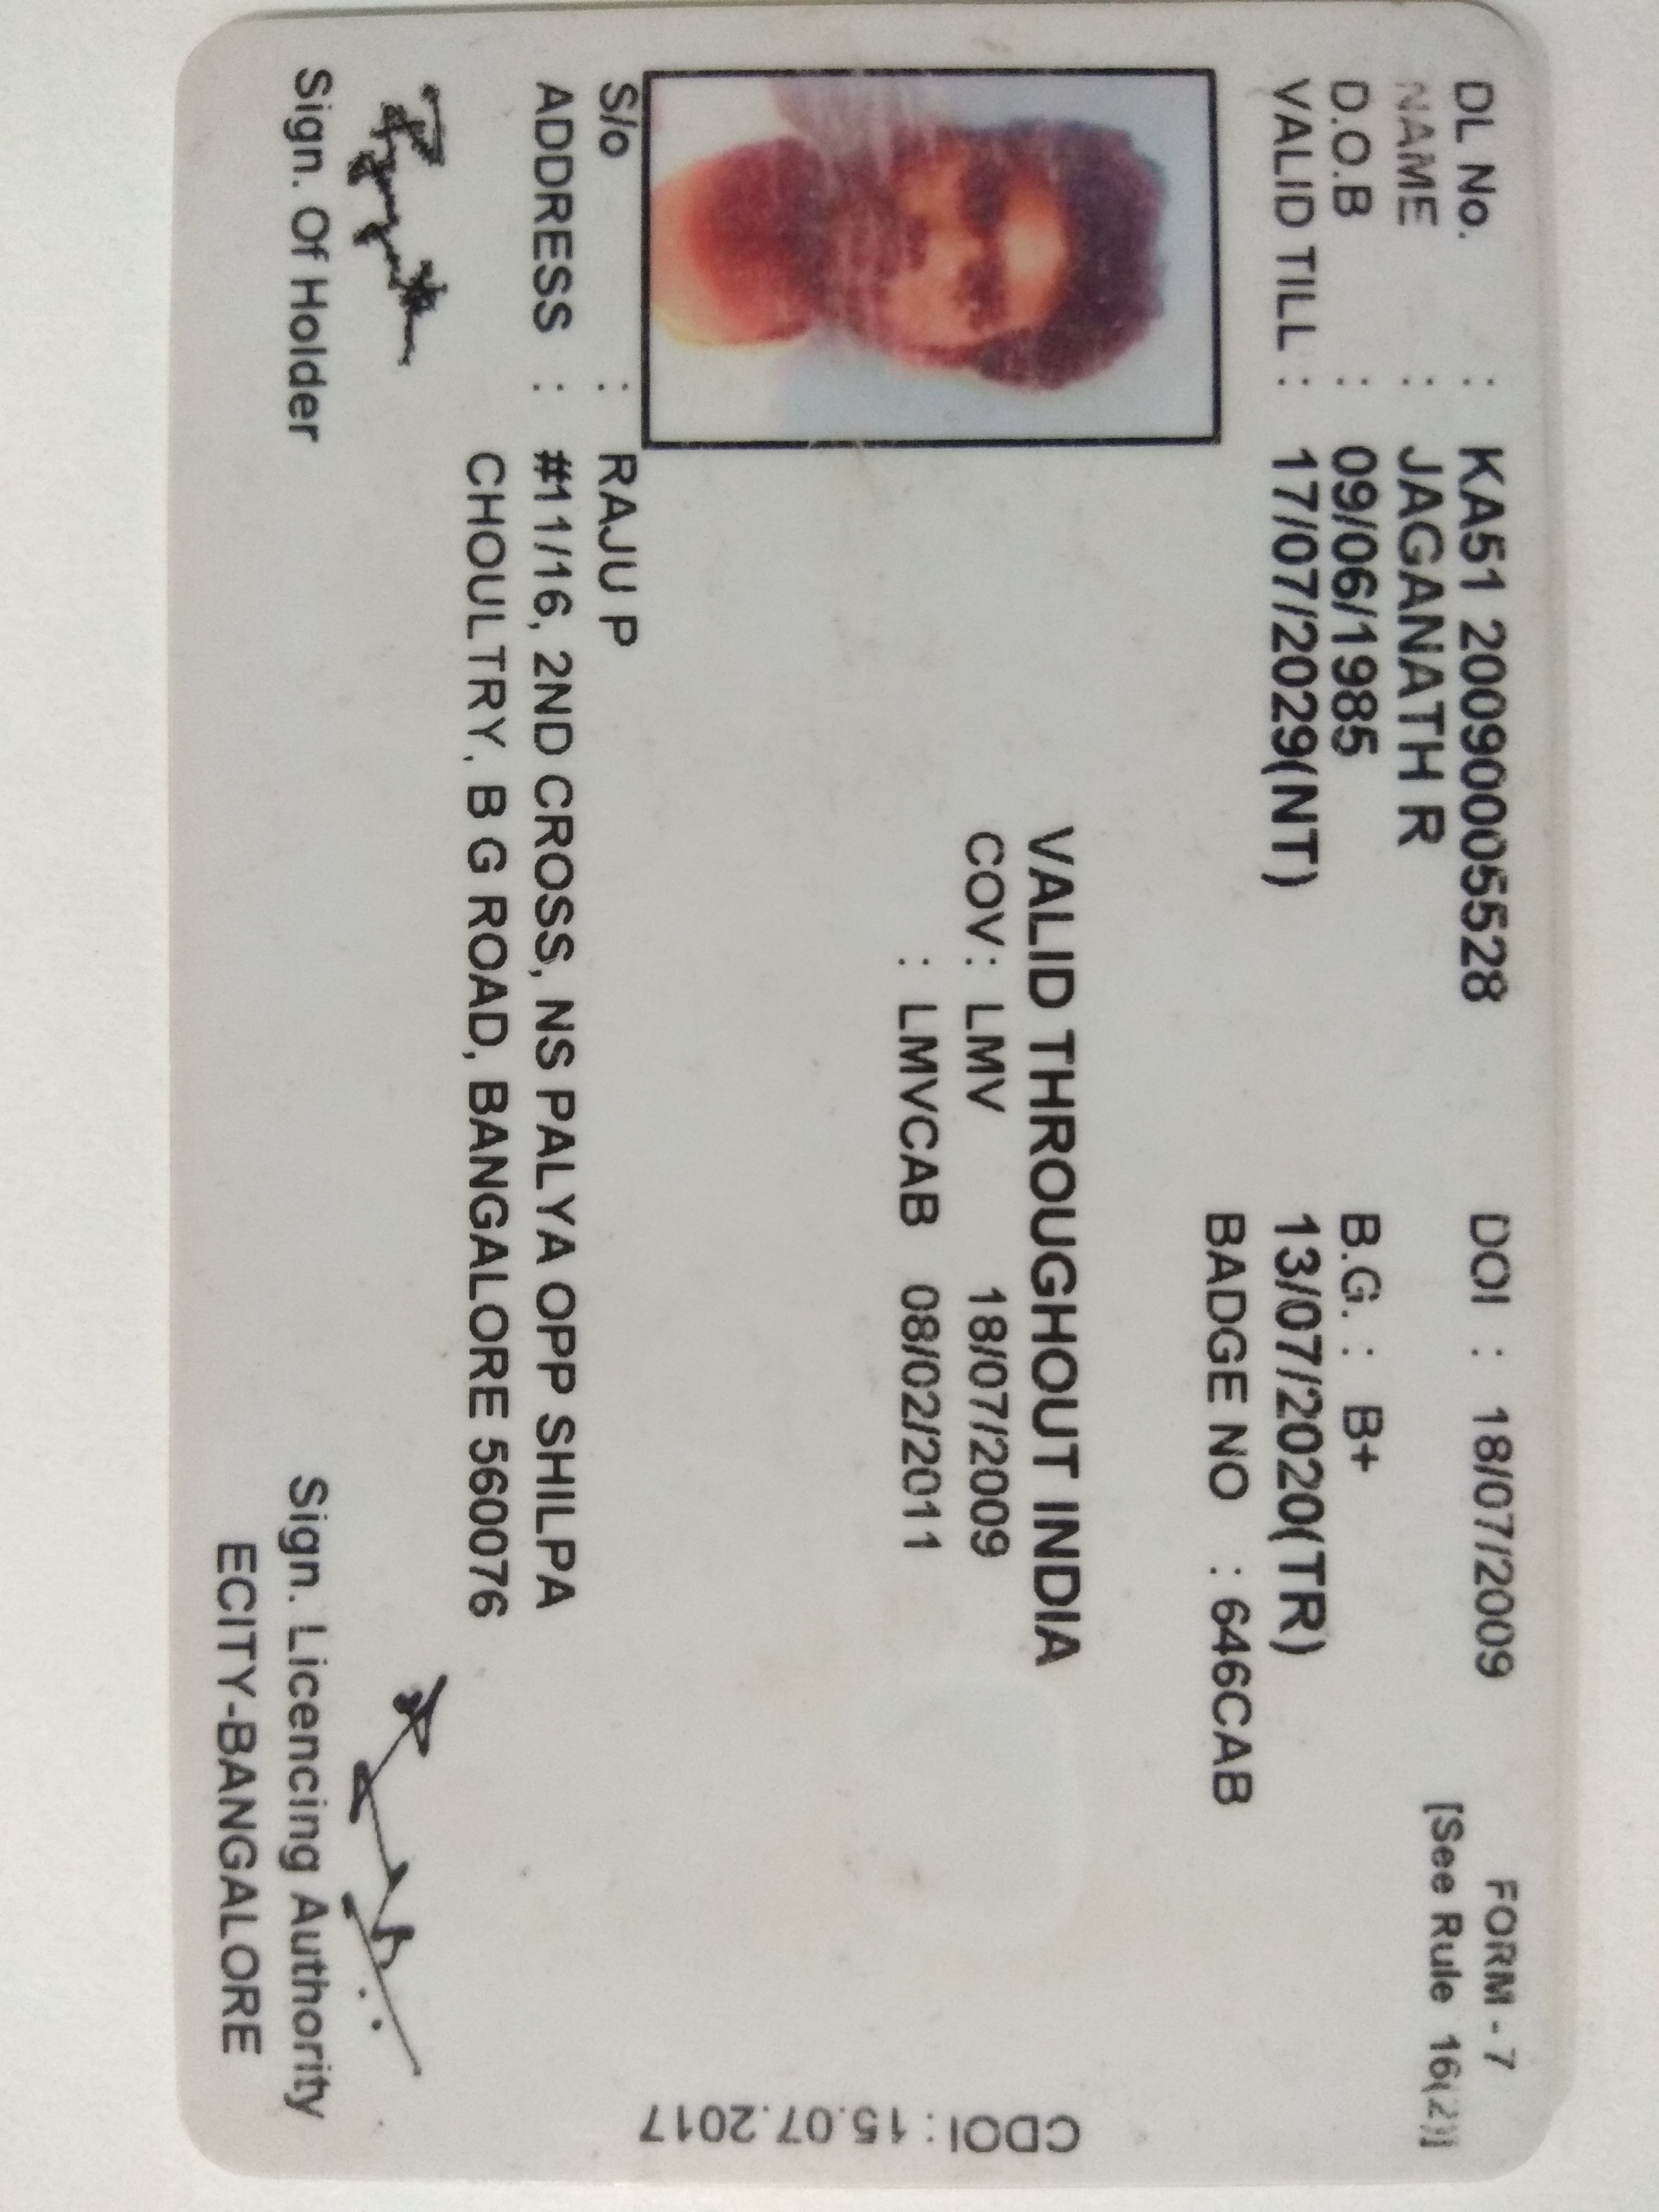 FORM - 7
[See Rule 16(2)]
DL No. : KA51 20090005528 DOI : 18/07/2009
NAME : JAGANATH R
D.O.B : 09/06/1985 B.G. : B+
VALID TILL : 17/07/2029(NT) 13/07/2020(TR)
BADGE NO : 646CAB
VALID THROUGHOUT INDIA
COV : LMV 18/07/2009
: LMVCAB 08/02/2011
CDOI : 15.07.2017
S/o : RAJU P
ADDRESS : #11/16, 2ND CROSS, NS PALYA OPP SHILPA
CHOULTRY, B G ROAD, BANGALORE 560076
Sign. Of Holder
Sign. Licencing Authority
ECITY-BANGALORE